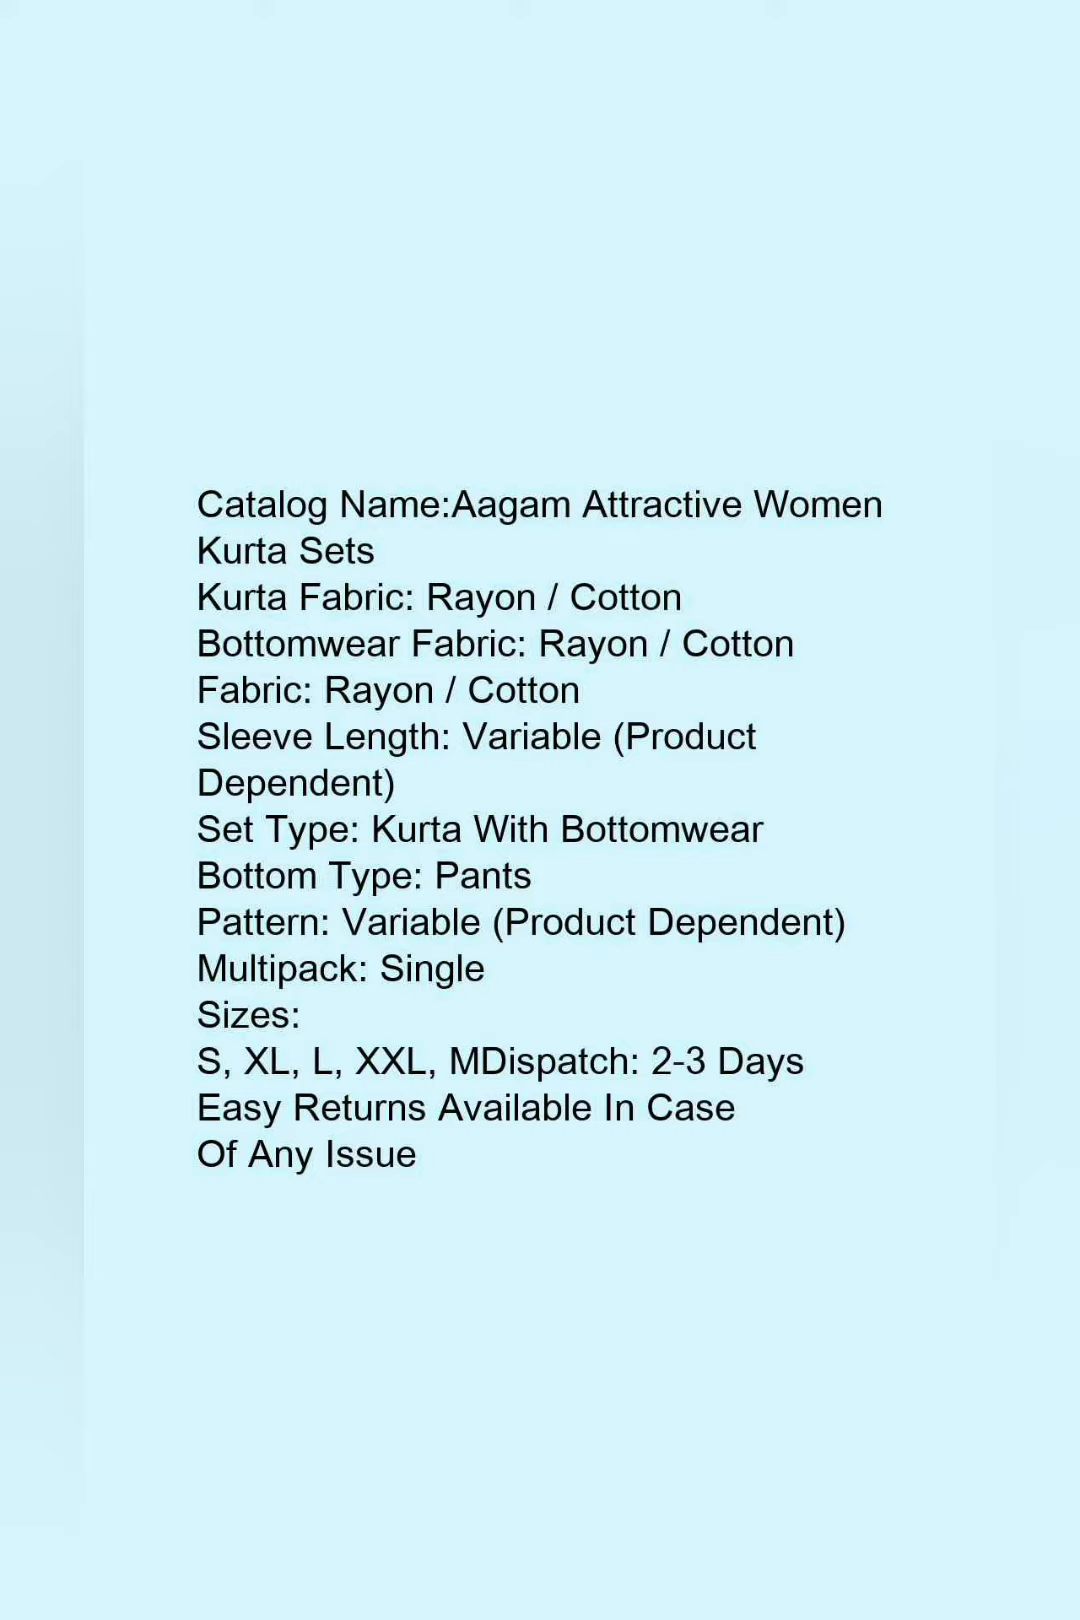 Catalog Name:Aagam Attractive Women
Kurta Sets
Kurta Fabric: Rayon / Cotton
Bottomwear Fabric: Rayon / Cotton
Fabric: Rayon / Cotton
Sleeve Length: Variable (Product
Dependent)
Set Type: Kurta With Bottomwear
Bottom Type: Pants
Pattern: Variable (Product Dependent)
Multipack: Single
Sizes:
S, XL, L, XXL, MDispatch: 2-3 Days
Easy Returns Available In Case
Of Any Issue